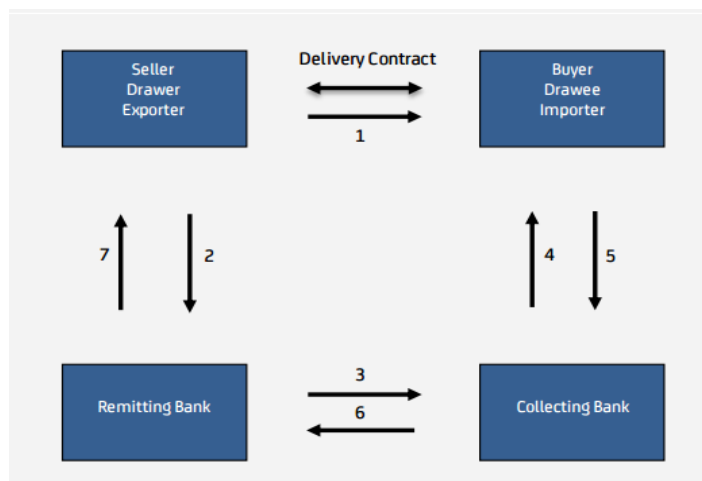 Delivery Contract
Seller
Drawer
Exporter
Buyer
Drawee
Importer
1
7
2
4
5
3
6
Remitting Bank
Collecting Bank